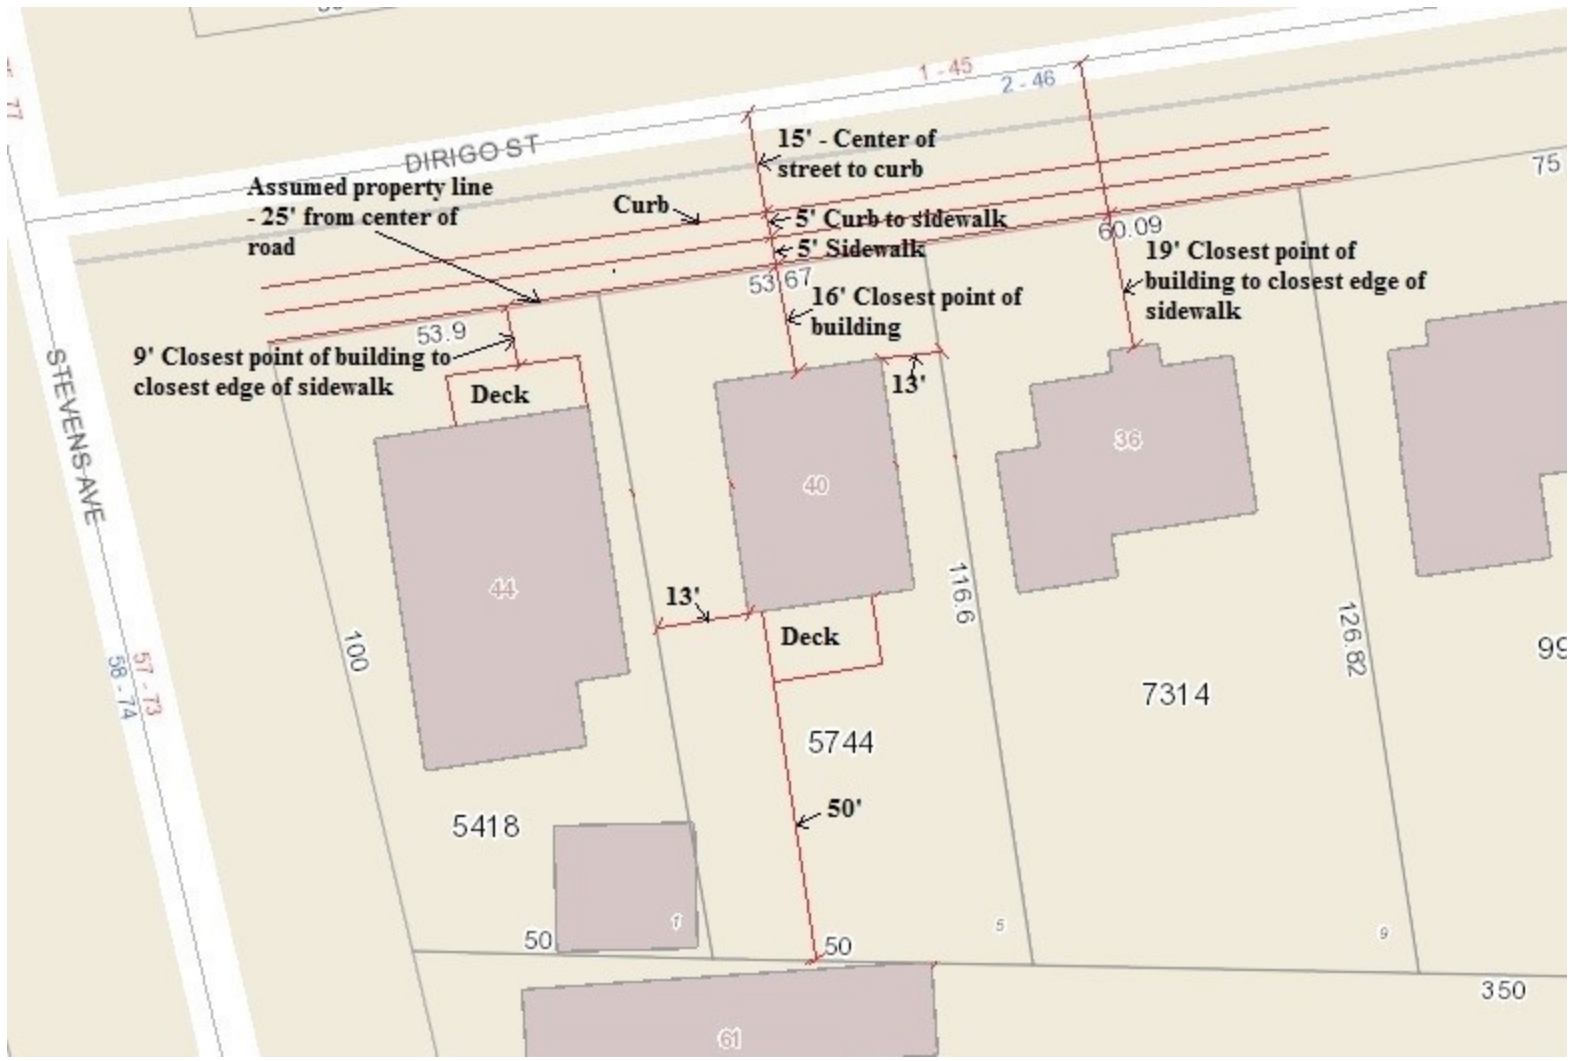 1 - 45
2 - 46
DIRIGO ST
15' - Center of
street to curb
75
Assumed property line
- 25' from center of
road
Curb
5' Curb to sidewalk
5' Sidewalk
60.09
53.67
19' Closest point of
building to closest edge of
sidewalk
16' Closest point of
building
53.9
9' Closest point of building to
closest edge of sidewalk
Deck
13'
STEVENS AVE
36
40
44
13'
Deck
116.6
126.82
100
57 - 73
58 - 74
99
7314
5744
50'
5418
1
5
9
50
50
350
61
77